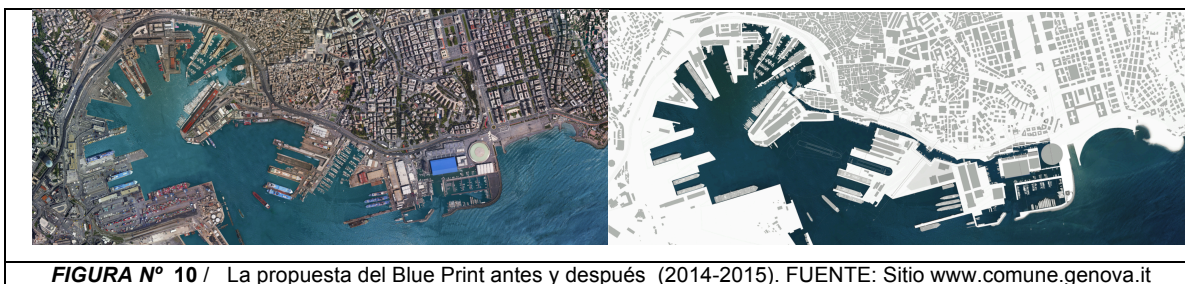 FIGURA Nº 10 / La propuesta del Blue Print antes y después (2014-2015). FUENTE: Sitio www.comune.genova.it